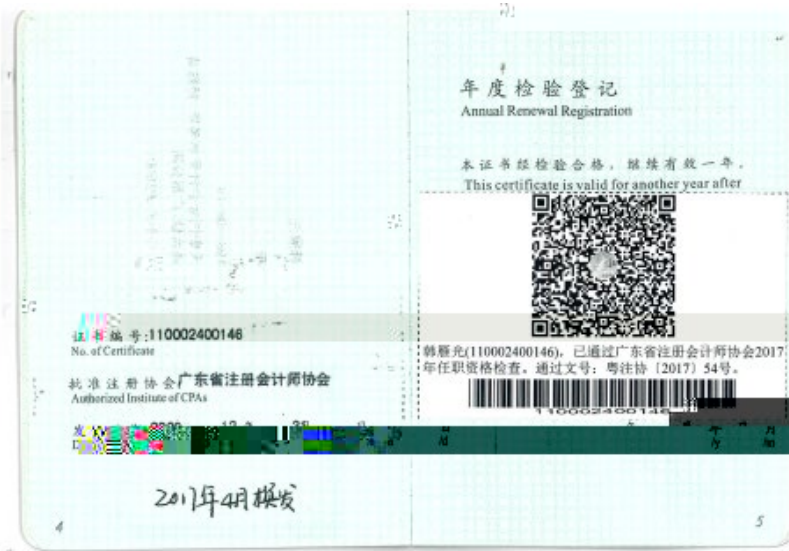 证书编号:110002400146
No. of Certificate
批准注册协会广东省注册会计师协会
Authorized Institute of CPAs
2017年4月换发
4
年度检验登记
Annual Renewal Registration
本证书经检验合格，继续有效一年。
This certificate is valid for another year after
韩雁光(110002400146)，已通过广东省注册会计师协会2017
年任职资格检查。通过文号：粤注协〔2017〕54号。
110002400146
5